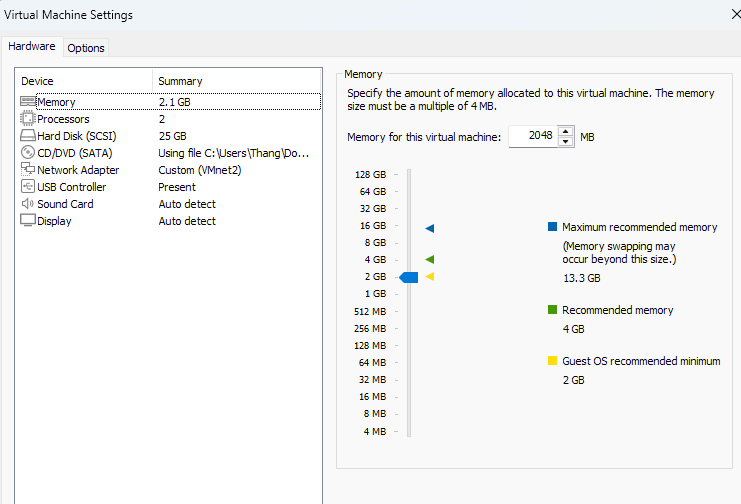 Virtual Machine Settings
Hardware Options
Device Summary
Memory 2.1 GB
Processors 2
Hard Disk (SCSI) 25 GB
CD/DVD (SATA) Using file C:\Users\Thang\Do...
Network Adapter Custom (VMnet2)
USB Controller Present
Sound Card Auto detect
Display Auto detect
Memory
Specify the amount of memory allocated to this virtual machine. The memory
size must be a multiple of 4 MB.
Memory for this virtual machine: 2048 MB
128 GB
64 GB
32 GB
16 GB
8 GB
4 GB
2 GB
1 GB
512 MB
256 MB
128 MB
64 MB
32 MB
16 MB
8 MB
4 MB
Maximum recommended memory
(Memory swapping may
occur beyond this size.)
13.3 GB
Recommended memory
4 GB
Guest OS recommended minimum
2 GB